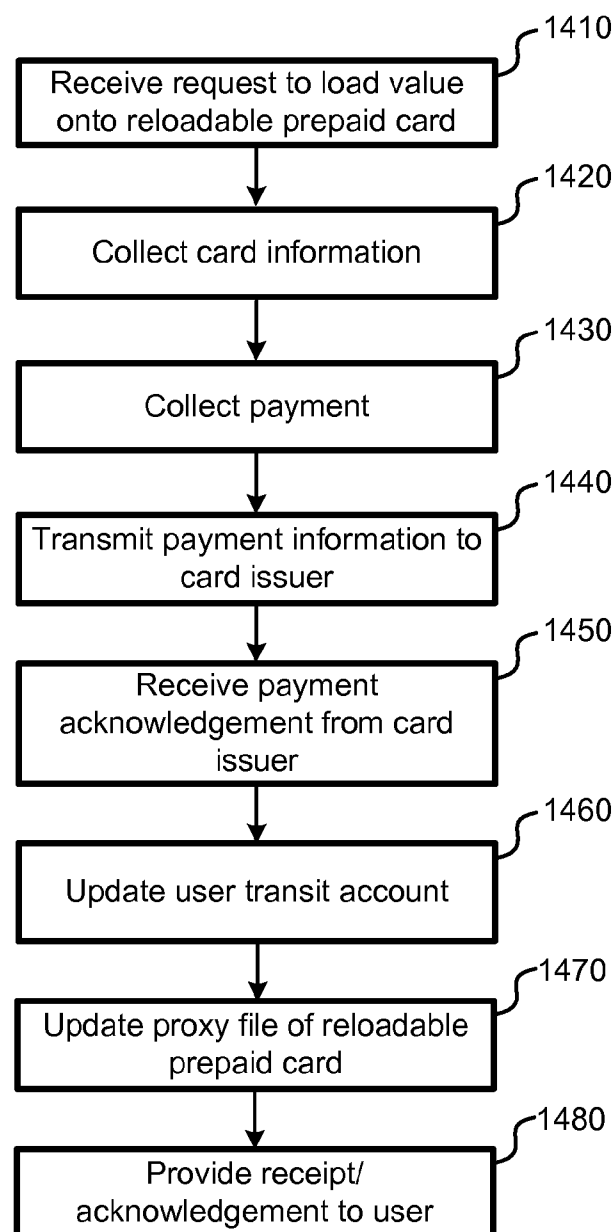 1410
Receive request to load value
onto reloadable prepaid card
1420
Collect card information
1430
Collect payment
1440
Transmit payment information to
card issuer
1450
Receive payment
acknowledgement from card
issuer
1460
Update user transit account
1470
Update proxy file of reloadable
prepaid card
1480
Provide receipt/
acknowledgement to user